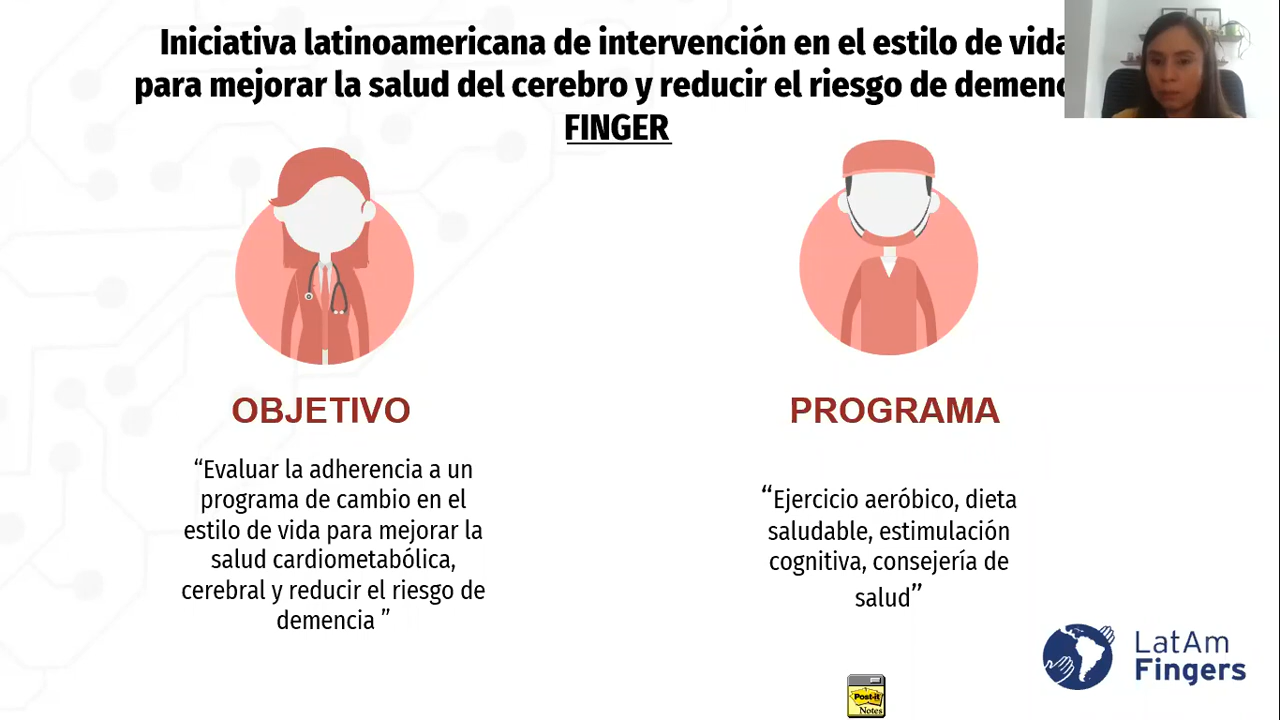 Iniciativa latinoamericana de intervención en el estilo de vida
para mejorar la salud del cerebro y reducir el riesgo de
FINGER
OBJETIVO
“Evaluar la adherencia a un
programa de cambio en el
estilo de vida para mejorar la
salud cardiometabólica,
cerebral y reducir el riesgo de
demencia ”
PROGRAMA
“Ejercicio aeróbico, dieta
saludable, estimulación
cognitiva, consejería de
salud”
LatAm
Fingers
Post-it
Notes